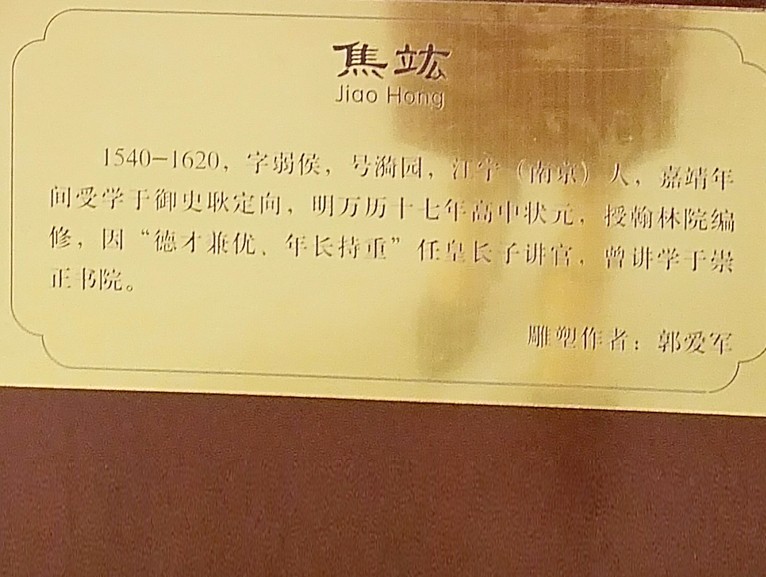 焦竑
Jiao Hong
1540-1620，字弱侯，号漪园，江宁（南京）人，嘉靖年
间受学于御史耿定向，明万历十七年高中状元，授翰林院编
修，因“德才兼优、年长持重”任皇长子讲官，曾讲学于崇
正书院。
雕塑作者：郭爱军